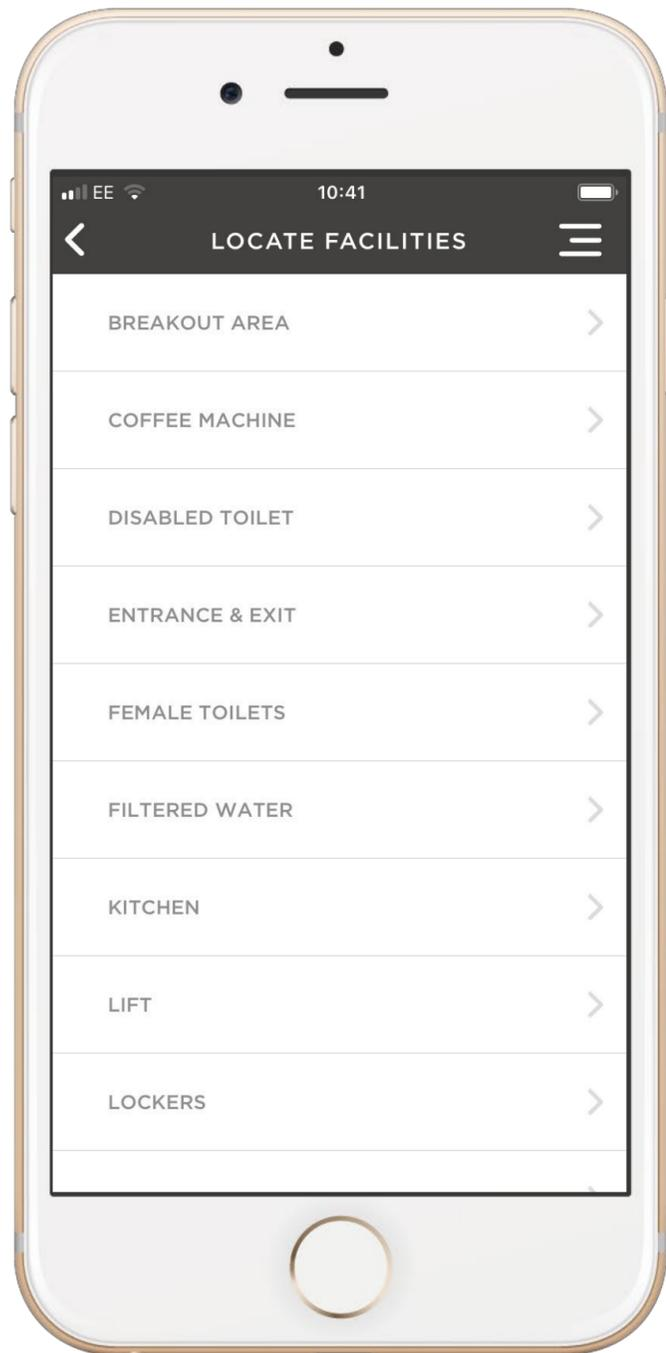 EE 10:41
LOCATE FACILITIES
BREAKOUT AREA
COFFEE MACHINE
DISABLED TOILET
ENTRANCE & EXIT
FEMALE TOILETS
FILTERED WATER
KITCHEN
LIFT
LOCKERS